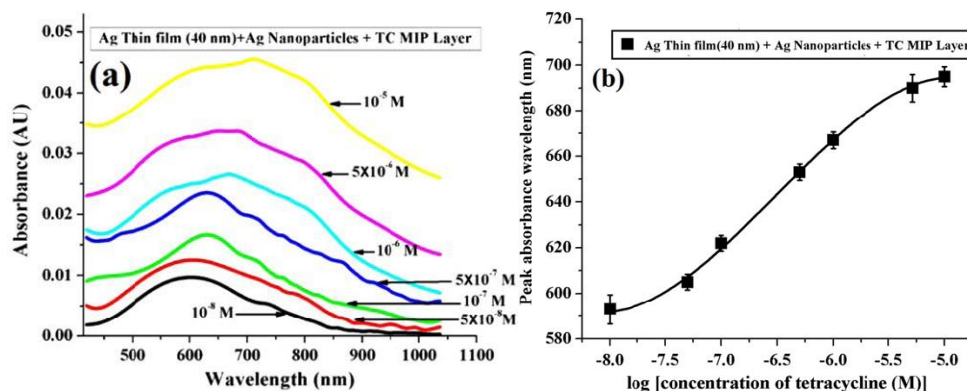 Ag Thin film (40 nm)+Ag Nanoparticles + TC MIP Layer
(a)
0.05
0.04
0.03
0.02
0.01
0.00
Absorbance (AU)
10⁻⁵ M
5X10⁻⁶ M
10⁻⁶ M
5X10⁻⁷ M
10⁻⁷ M
5X10⁻⁸M
10⁻⁸ M
500 600 700 800 900 1000 1100
Wavelength (nm)
Ag Thin film(40 nm) + Ag Nanoparticles + TC MIP Layer
(b)
720
700
680
660
640
620
600
580
Peak absorbance wavelength (nm)
-8.0 -7.5 -7.0 -6.5 -6.0 -5.5 -5.0
log [concentration of tetracycline (M)]